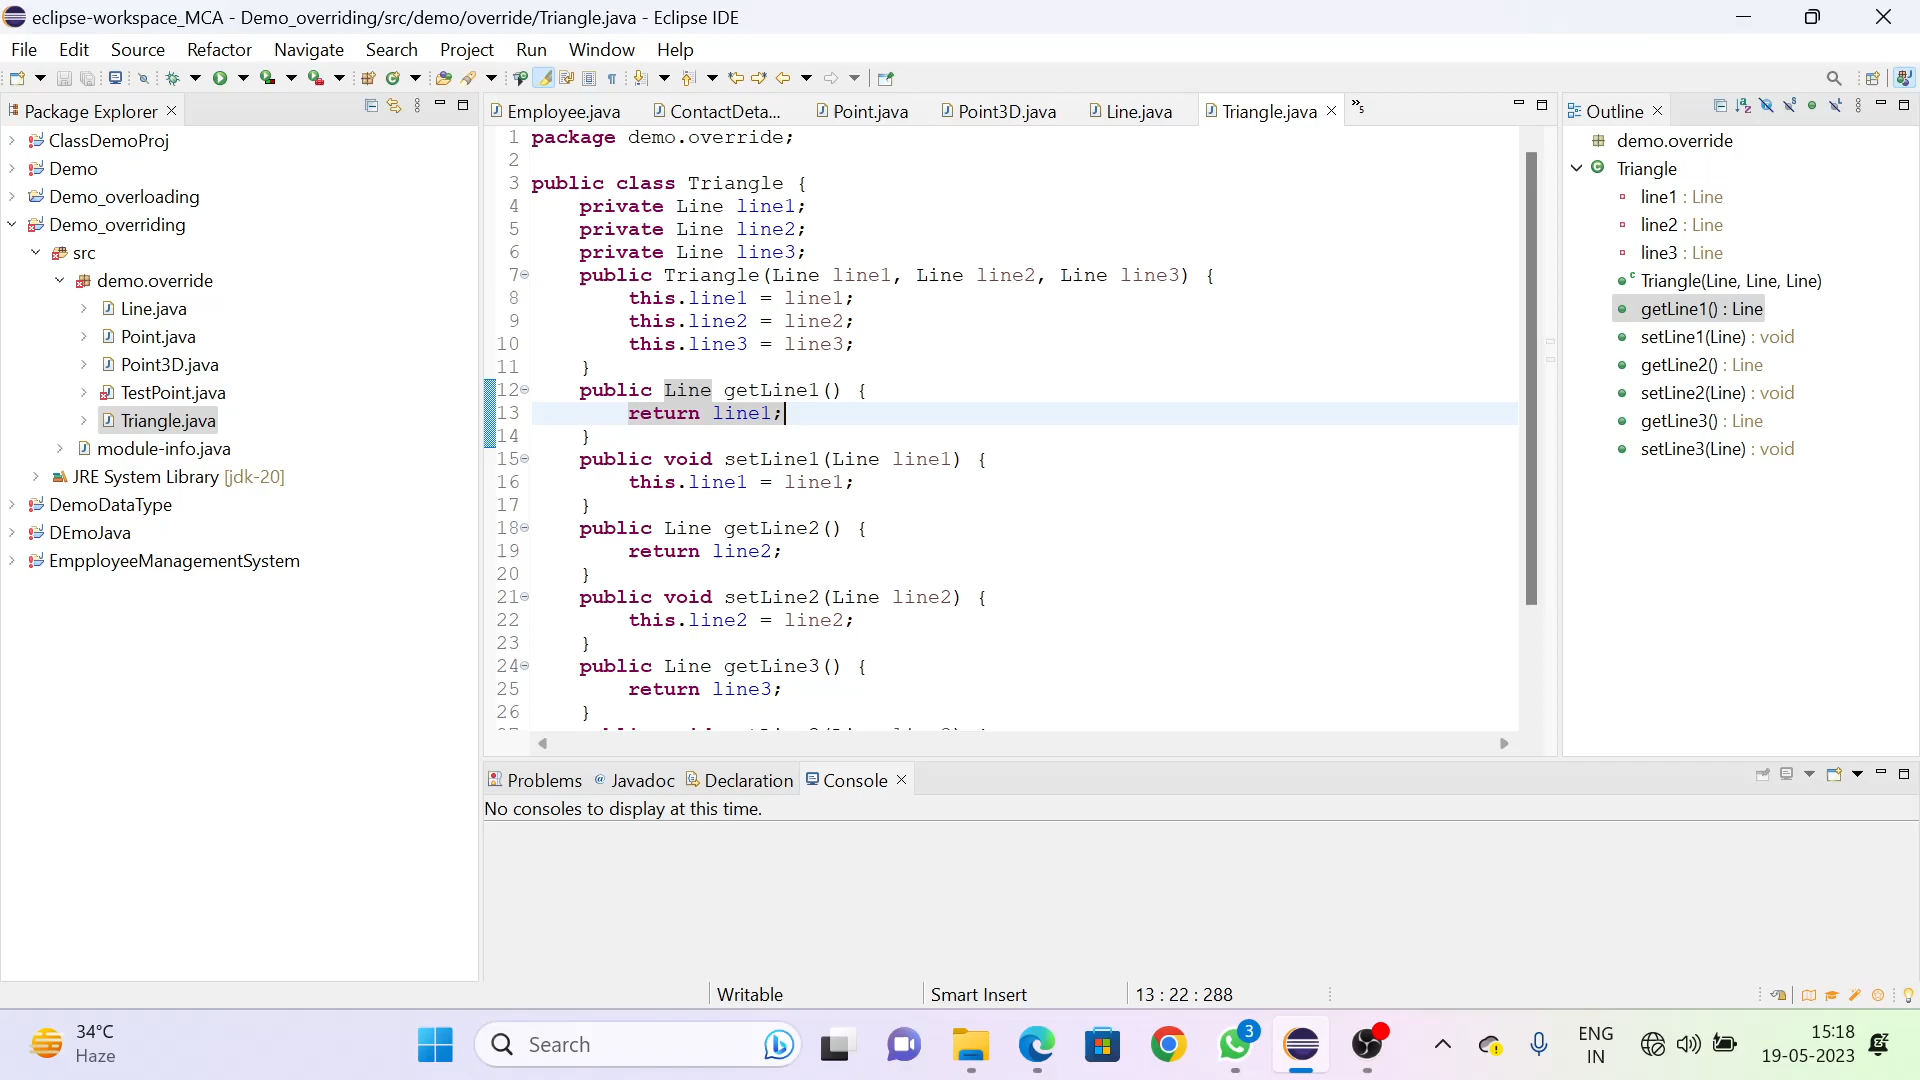 eclipse-workspace_MCA - Demo_overriding/src/demo/override/Triangle.java - Eclipse IDE
File Edit Source Refactor Navigate Search Project Run Window Help
Package Explorer
ClassDemoProj
Demo
Demo_overloading
Demo_overriding
src
demo.override
Line.java
Point.java
Point3D.java
TestPoint.java
Triangle.java
module-info.java
JRE System Library [jdk-20]
DemoDataType
DEmoJava
EmpployeeManagementSystem
Employee.java ContactDeta... Point.java Point3D.java Line.java Triangle.java »5
1 package demo.override;
2
3 public class Triangle {
4 private Line line1;
5 private Line line2;
6 private Line line3;
7 public Triangle(Line line1, Line line2, Line line3) {
8 this.line1 = line1;
9 this.line2 = line2;
10 this.line3 = line3;
11 }
12 public Line getLine1() {
13 return line1;
14 }
15 public void setLine1(Line line1) {
16 this.line1 = line1;
17 }
18 public Line getLine2() {
19 return line2;
20 }
21 public void setLine2(Line line2) {
22 this.line2 = line2;
23 }
24 public Line getLine3() {
25 return line3;
26 }
Outline
demo.override
Triangle
line1 : Line
line2 : Line
line3 : Line
Triangle(Line, Line, Line)
getLine1() : Line
setLine1(Line) : void
getLine2() : Line
setLine2(Line) : void
getLine3() : Line
setLine3(Line) : void
Problems @ Javadoc Declaration Console
No consoles to display at this time.
Writable Smart Insert 13 : 22 : 288
34°C
Haze
Search
3
ENG
IN
15:18
19-05-2023